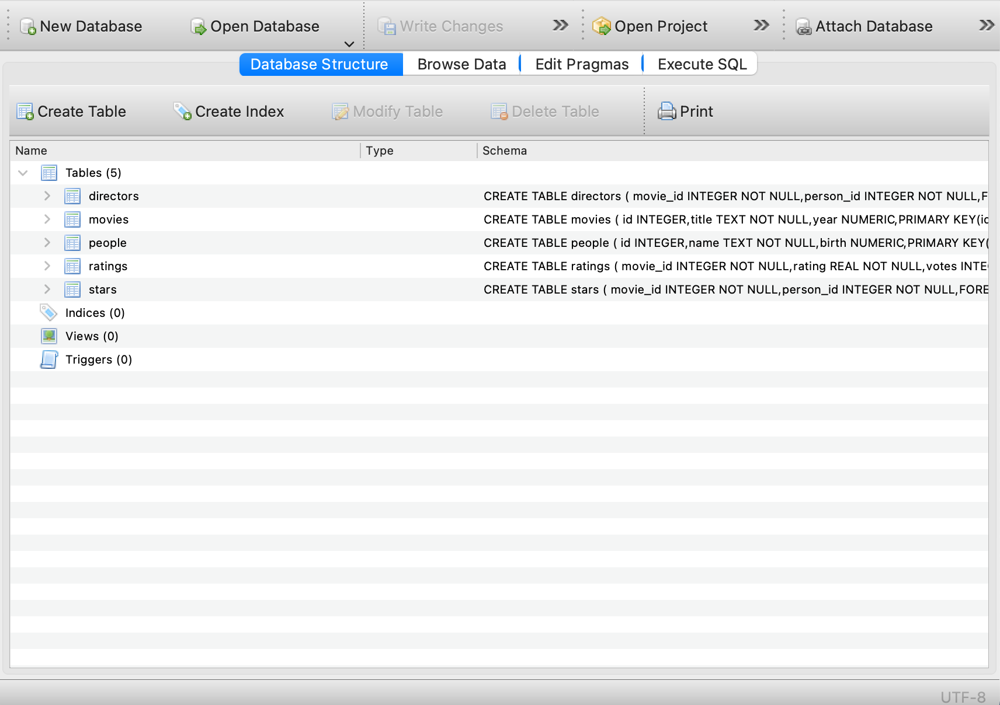 New Database Open Database Write Changes Open Project Attach Database
Database Structure Browse Data Edit Pragmas Execute SQL
Create Table Create Index Modify Table Delete Table Print
Name Type Schema
Tables (5)
directors CREATE TABLE directors ( movie_id INTEGER NOT NULL,person_id INTEGER NOT NULL,F
movies CREATE TABLE movies ( id INTEGER,title TEXT NOT NULL,year NUMERIC,PRIMARY KEY(id
people CREATE TABLE people ( id INTEGER,name TEXT NOT NULL,birth NUMERIC,PRIMARY KEY(
ratings CREATE TABLE ratings ( movie_id INTEGER NOT NULL,rating REAL NOT NULL,votes INTE
stars CREATE TABLE stars ( movie_id INTEGER NOT NULL,person_id INTEGER NOT NULL,FORE
Indices (0)
Views (0)
Triggers (0)
UTF-8